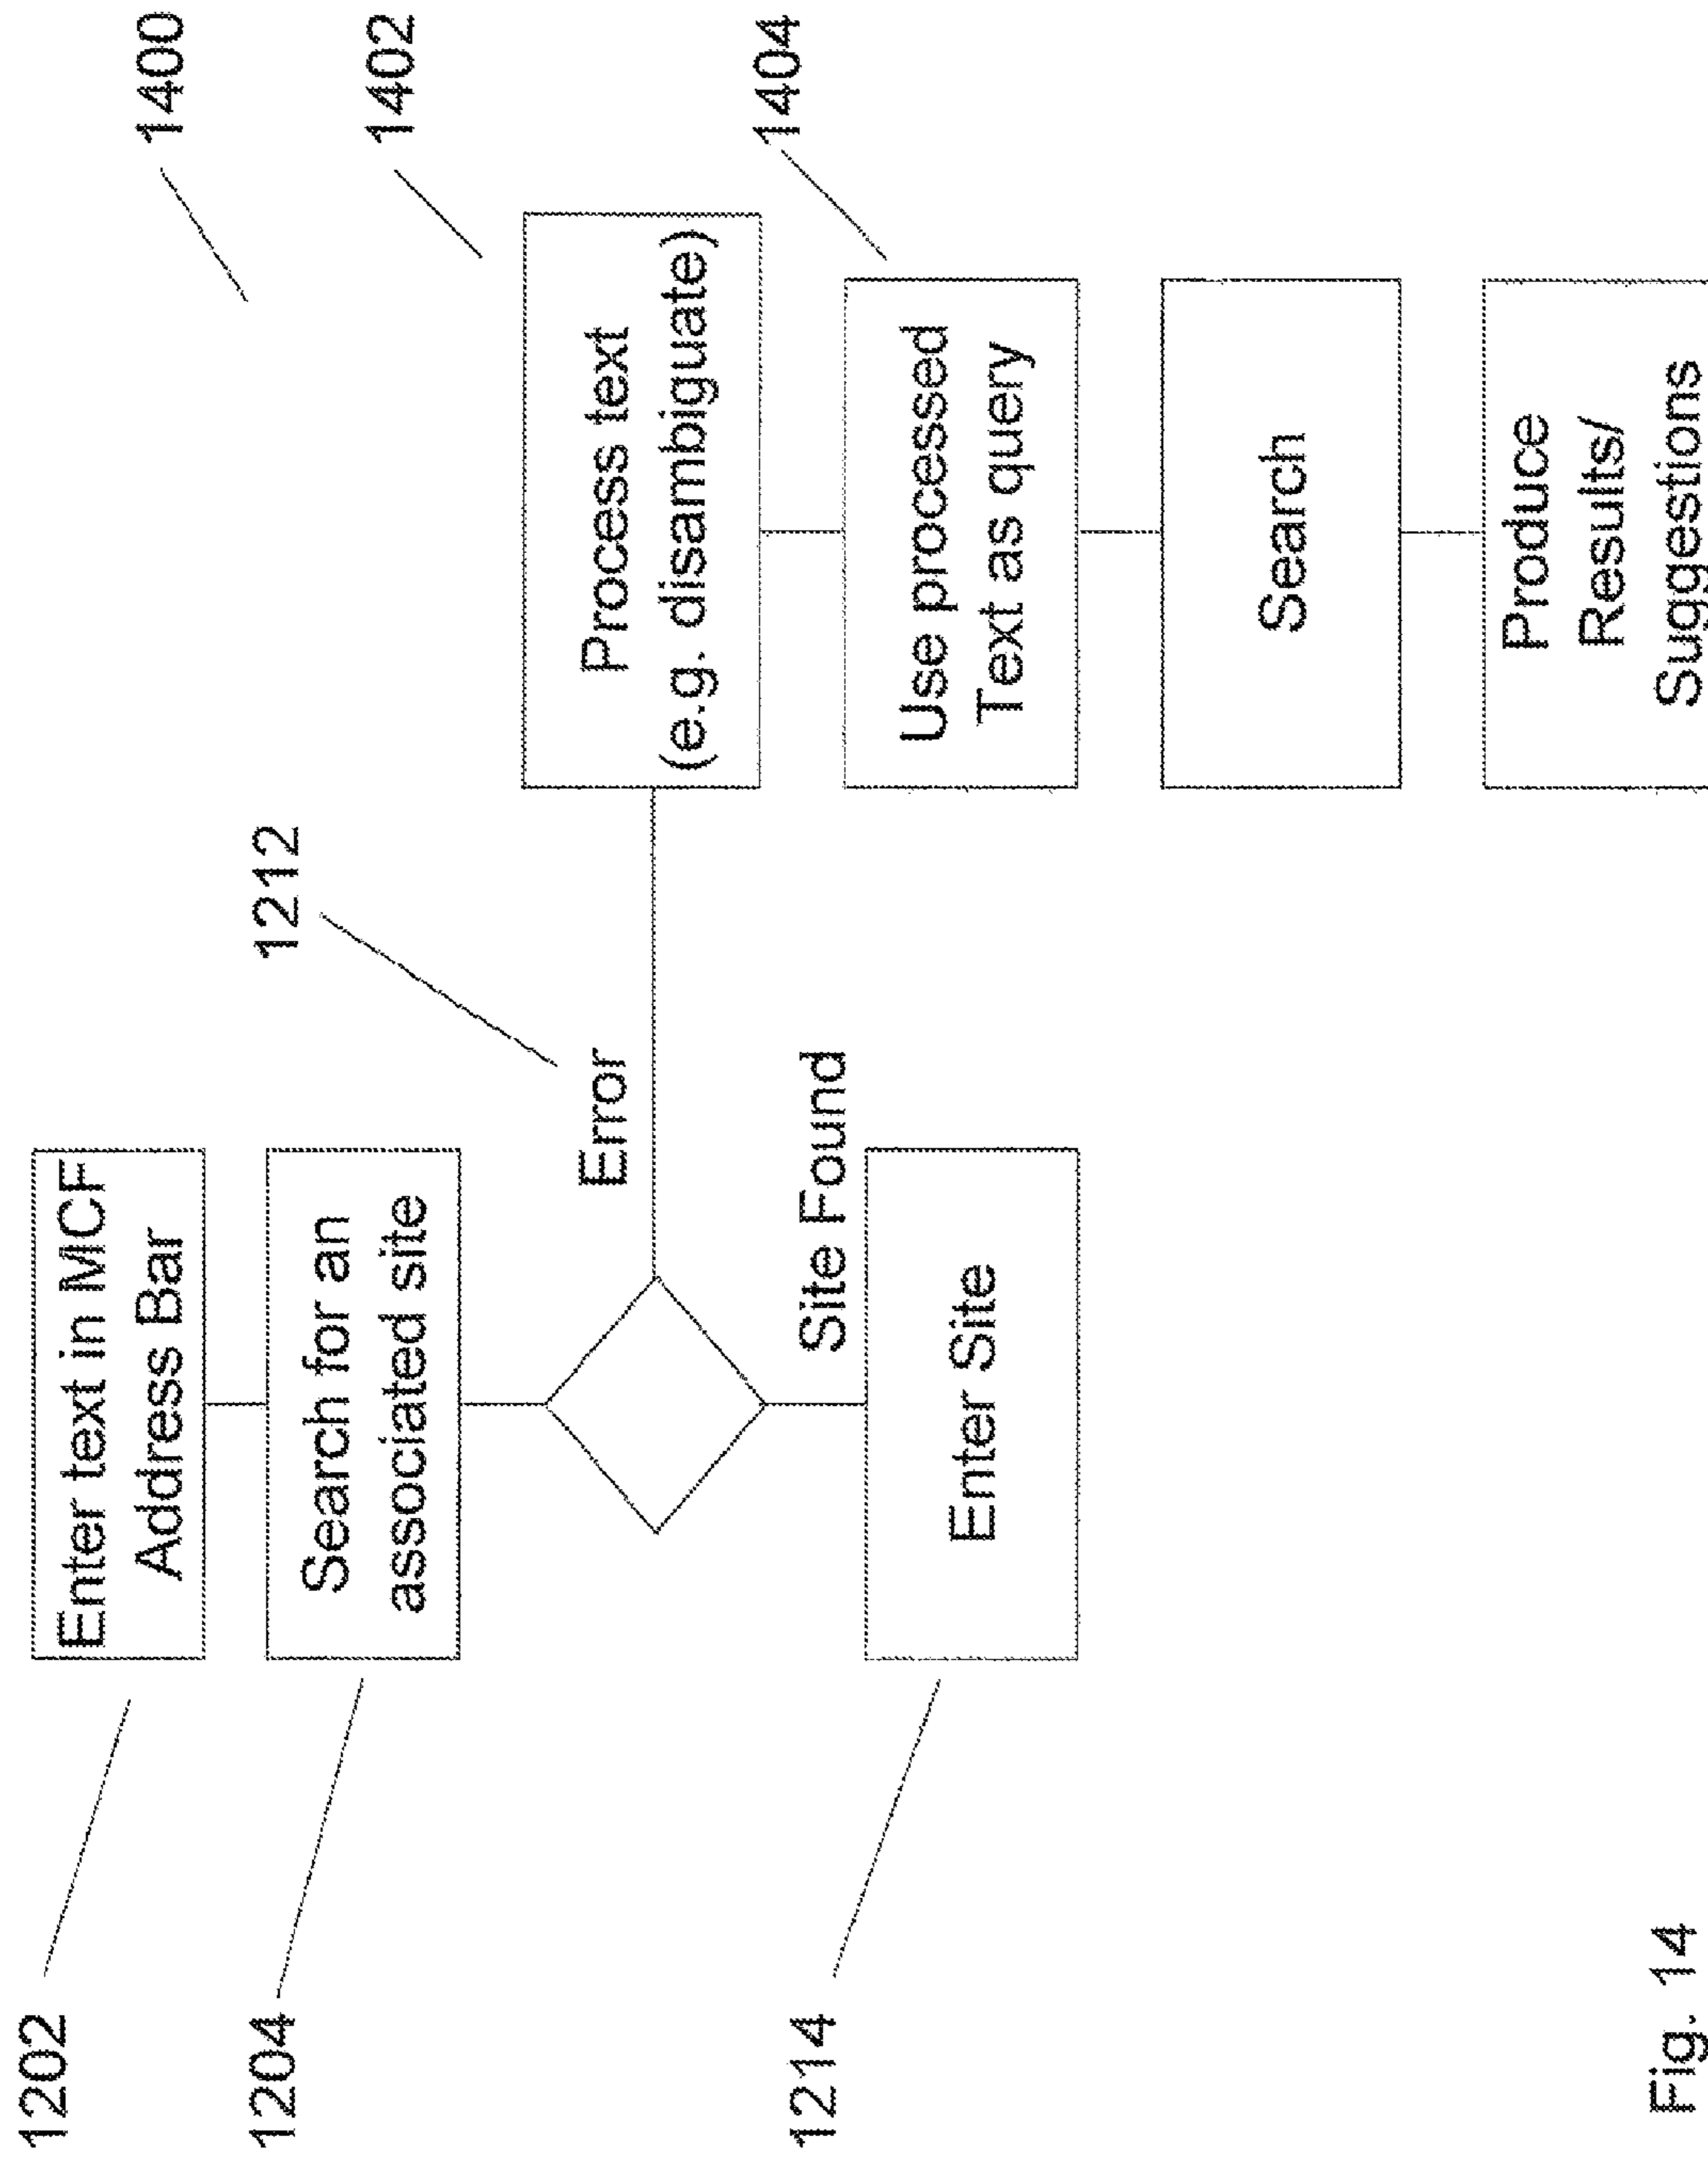 1400
1402
1404
1202
Enter text in MCF
Address Bar
1204
Search for an
associated site
1212
Error
Site Found
1214
Enter Site
Process text
(e.g. disambiguate)
Use processed
Text as query
Search
Produce
Results/
Suggestions
Fig. 14